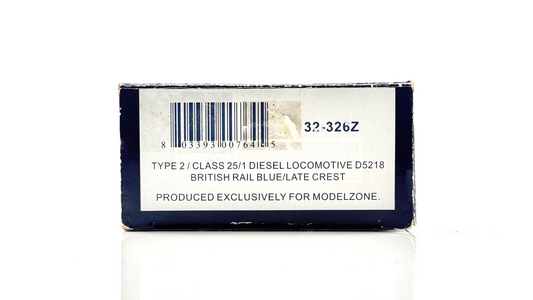 32-326Z
8 03393 00764 5
TYPE 2 / CLASS 25/1 DIESEL LOCOMOTIVE D5218
BRITISH RAIL BLUE/LATE CREST
PRODUCED EXCLUSIVELY FOR MODELZONE.